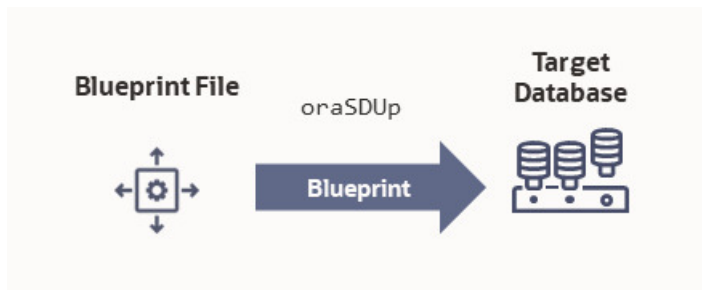 Blueprint File
oraSDUp
Target
Database
Blueprint